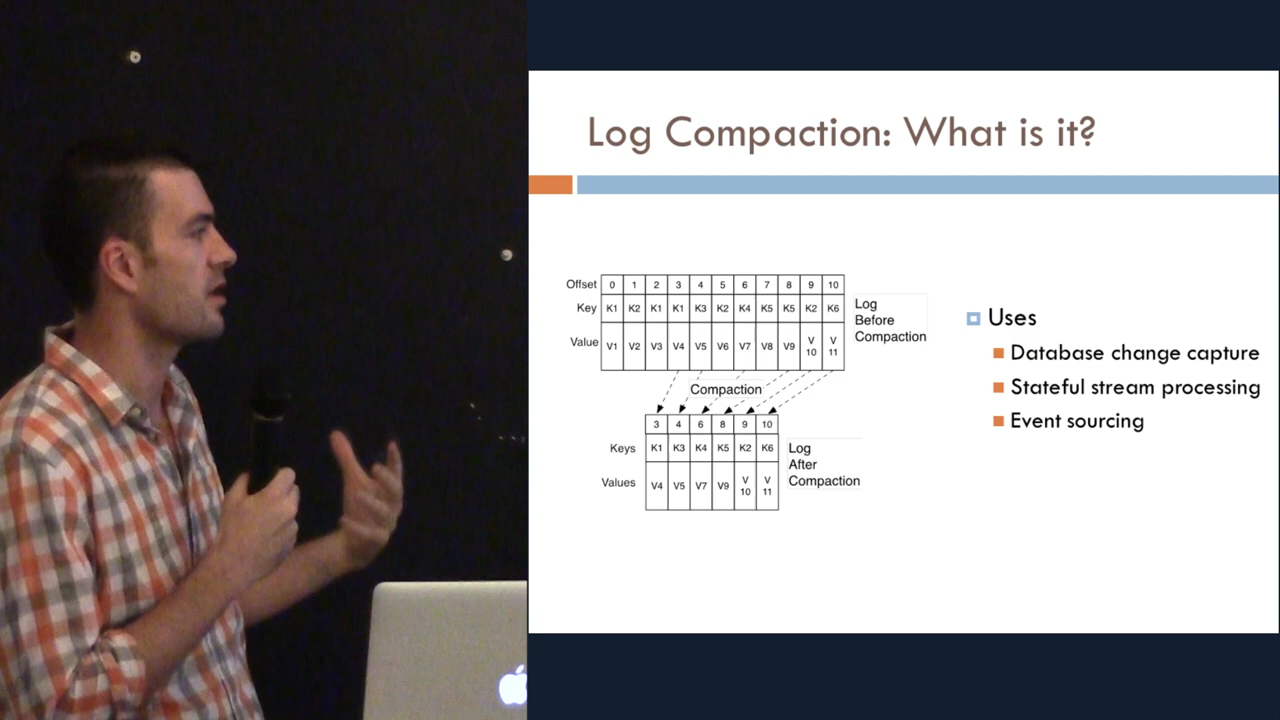 Log Compaction: What is it?
Offset 0 1 2 3 4 5 6 7 8 9 10
Key K1 K2 K1 K1 K3 K2 K4 K5 K5 K2 K6
Value V1 V2 V3 V4 V5 V6 V7 V8 V9 V 10 V 11
Log
Before
Compaction
Compaction
3 4 6 8 9 10
Keys K1 K3 K4 K5 K2 K6
Values V4 V5 V7 V9 V 10 V 11
Log
After
Compaction
Uses
Database change capture
Stateful stream processing
Event sourcing